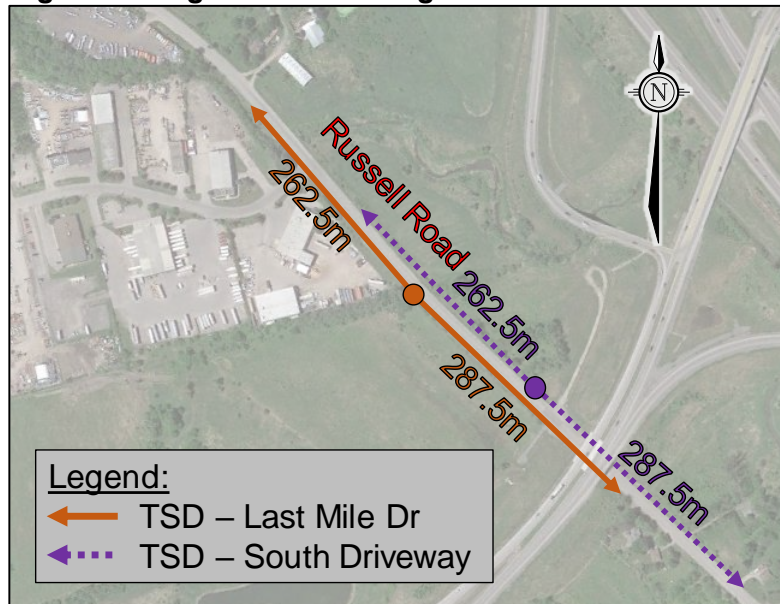 N
Russell Road
262.5m
262.5m
287.5m
287.5m
Legend:
TSD – Last Mile Dr
TSD – South Driveway